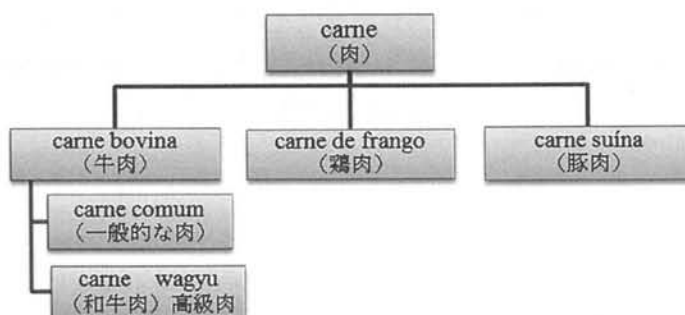 carne
(肉)
carne bovina
(牛肉)
carne de frango
(鶏肉)
carne suína
(豚肉)
carne comum
(一般的な肉)
carne wagyu
(和牛肉) 高級肉